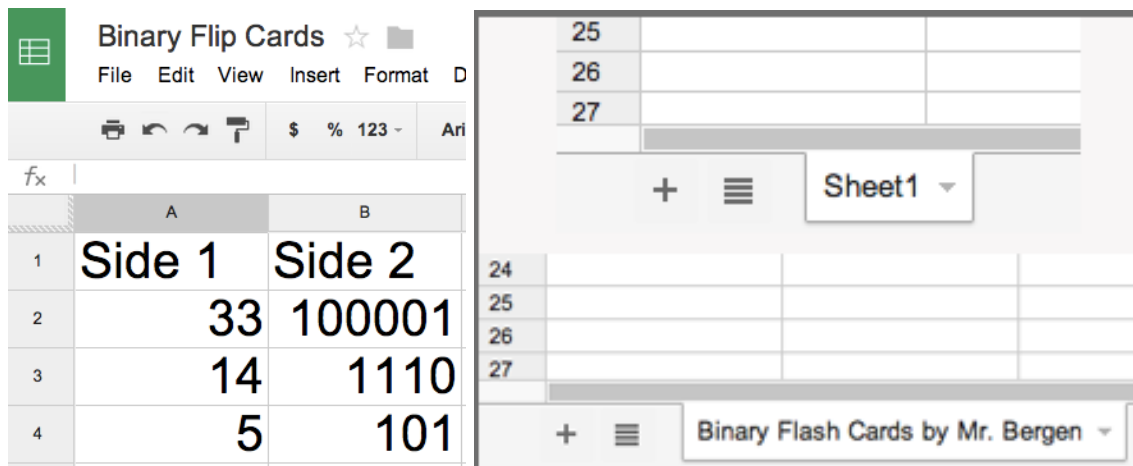 Binary Flip Cards
File Edit View Insert Format D
$ % 123 Ari
fx
A B
1 Side 1 Side 2
2 33 100001
3 14 1110
4 5 101
25
26
27
+ Sheet1
24
25
26
27
+ Binary Flash Cards by Mr. Bergen